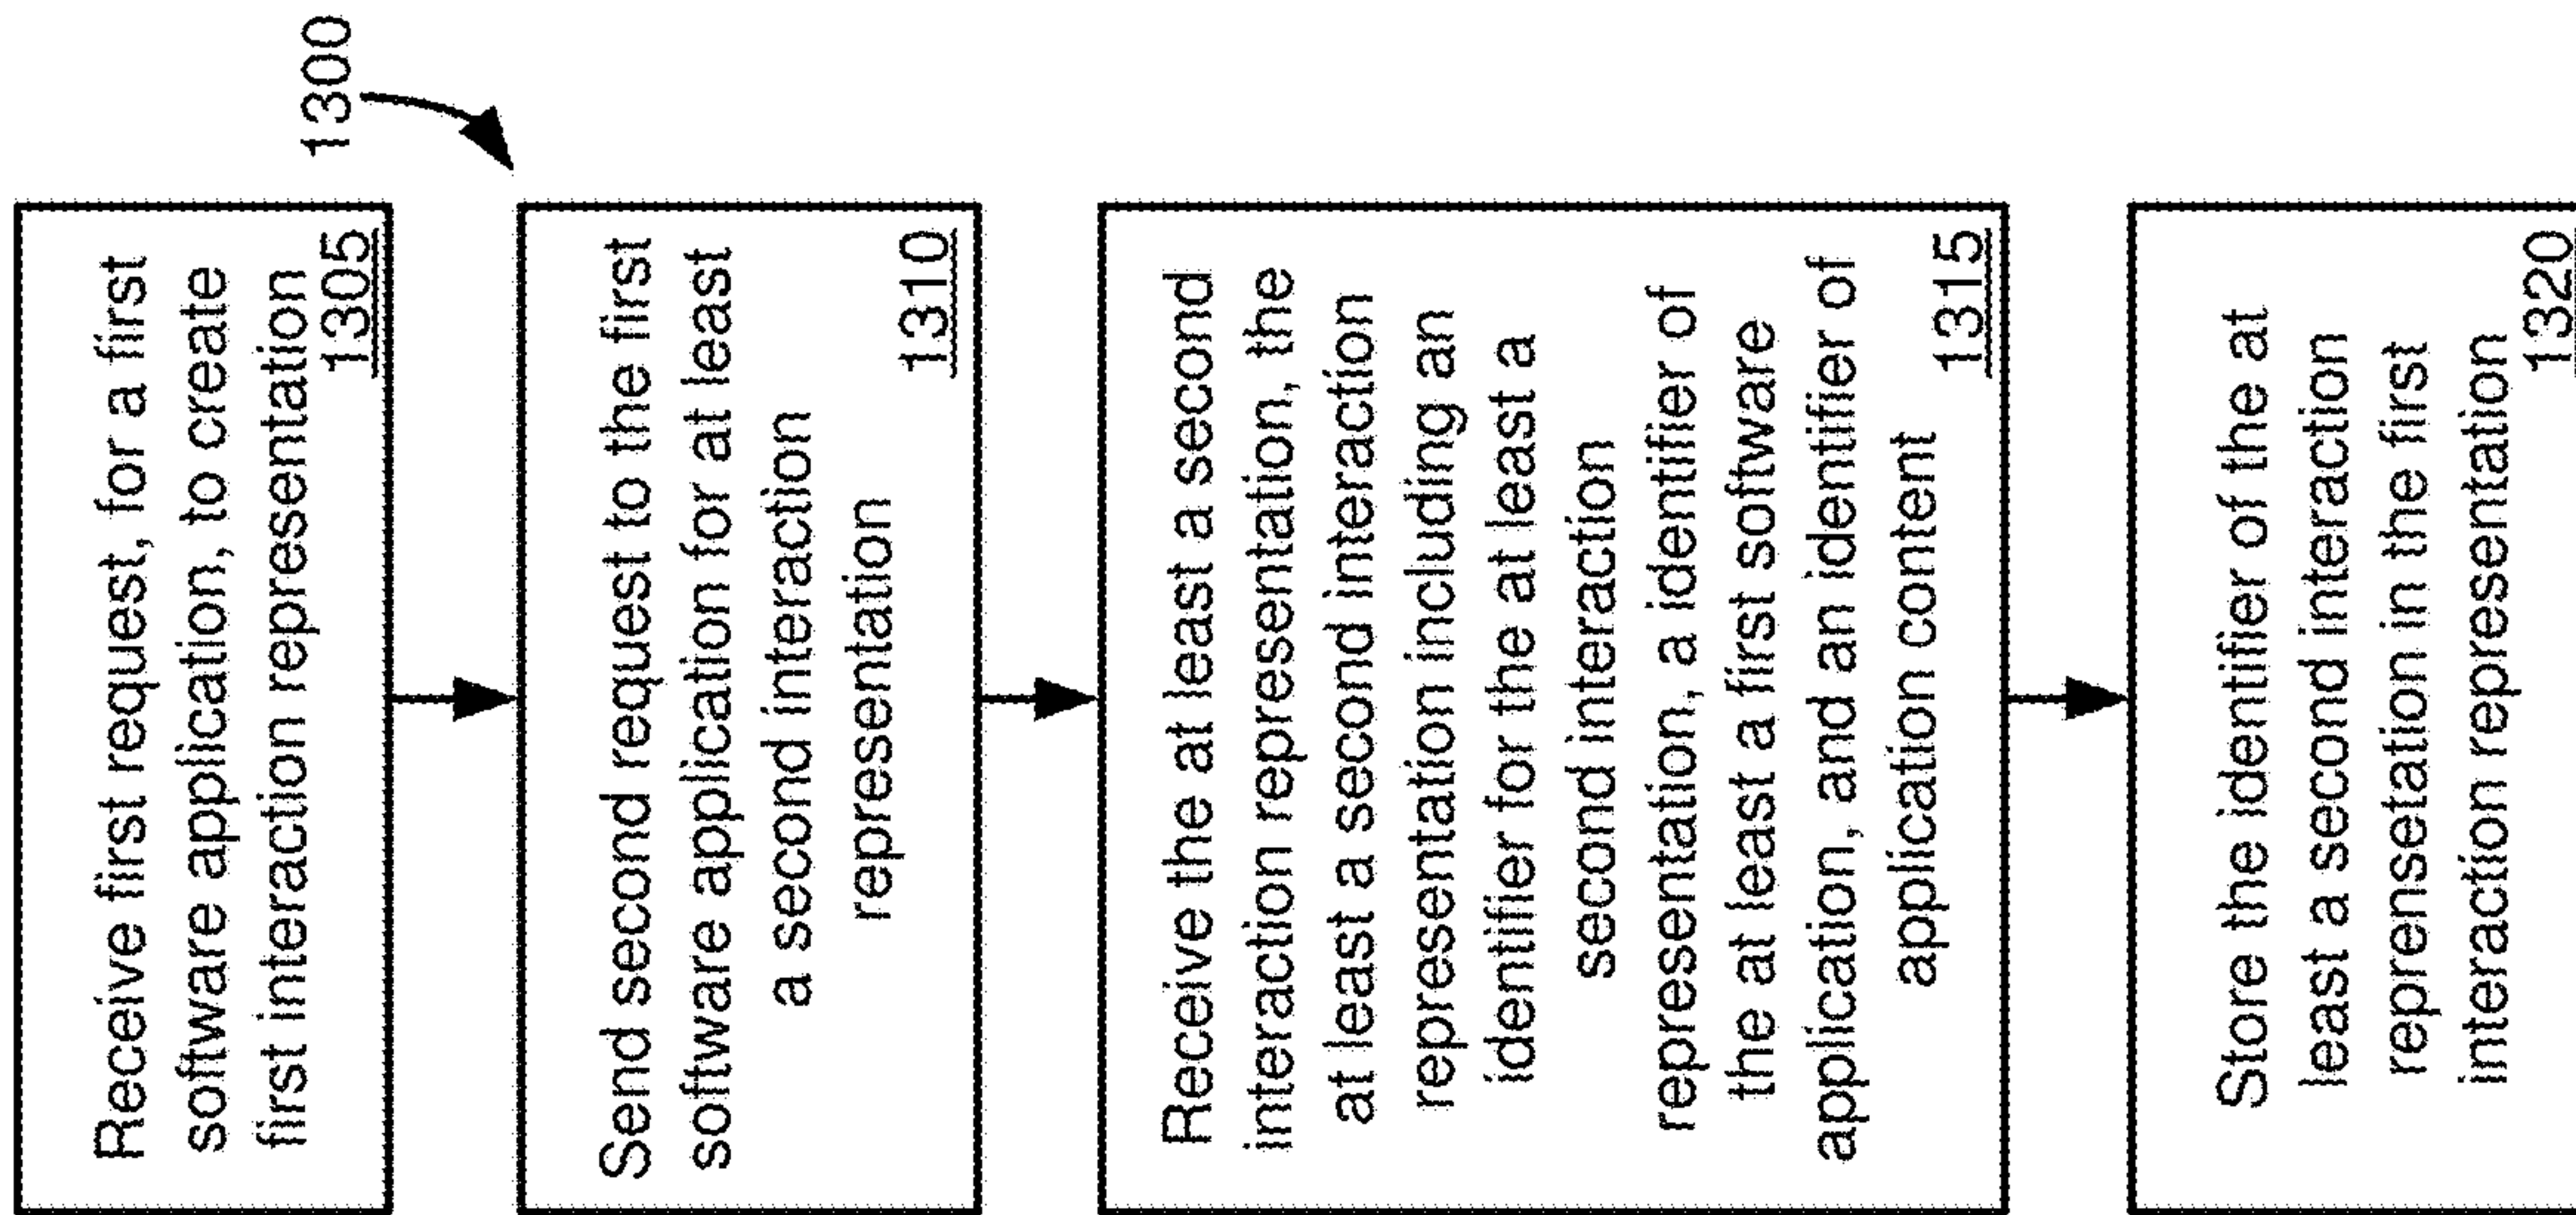 1300
Receive first request, for a first
software application, to create
first interaction representation
1305
Send second request to the first
software application for at least
a second interaction
representation
1310
Receive the at least a second
interaction representation, the
at least a second interaction
representation including an
identifier for the at least a
second interaction
representation, a identifier of
the at least a first software
application, and an identifier of
application content
1315
Store the identifier of the at
least a second interaction
reprensetation in the first
interaction representation
1320